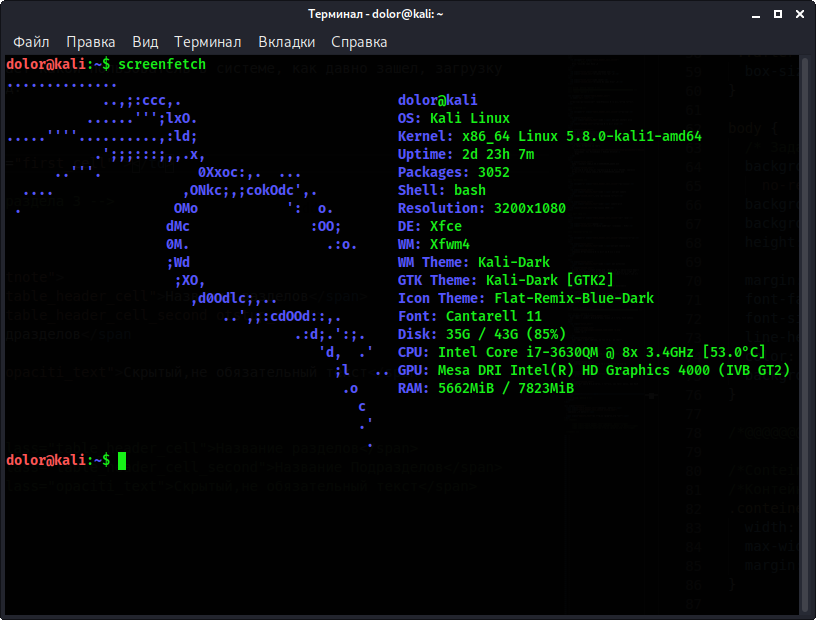 Терминал - dolor@kali: ~
Файл Правка Вид Терминал Вкладки Справка
dolor@kali:~$ screenfetch
..............
            ..,;:ccc,.                           dolor@kali
          ......''';lxO.                         OS: Kali Linux
.....''''..........,:ld;                         Kernel: x86_64 Linux 5.8.0-kali1-amd64
           .';;;:::;,,.x,                        Uptime: 2d 23h 7m
      ..'''.            0Xxoc:,.  ...            Packages: 3052
  ....                ,ONkc;,;cokOdc',.          Shell: bash
 .                   OMo           ':  o.        Resolution: 3200x1080
                    dMc               :OO;       DE: Xfce
                    0M.                 .:o.     WM: Xfwm4
                    ;Wd                          WM Theme: Kali-Dark
                     ;XO,                        GTK Theme: Kali-Dark [GTK2]
                       ,d0Odlc;,..               Icon Theme: Flat-Remix-Blue-Dark
                           ..',;:cdOOd::,.       Font: Cantarell 11
                                    .:d;.':;.    Disk: 35G / 43G (85%)
                                       'd,  .'   CPU: Intel Core i7-3630QM @ 8x 3.4GHz [53.0°C]
                                         ;l   .. GPU: Mesa DRI Intel(R) HD Graphics 4000 (IVB GT2)
                                          .o     RAM: 5662MiB / 7823MiB
                                            c
                                            .'
                                             .
dolor@kali:~$